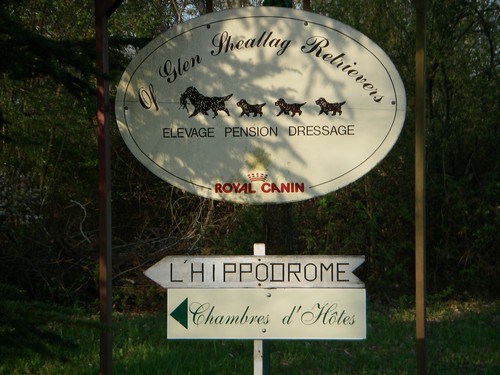 Of Glen Sheallag Retrievers
ELEVAGE PENSION DRESSAGE
ROYAL CANIN
L'HIPPODROME
Chambres d'Hôtes